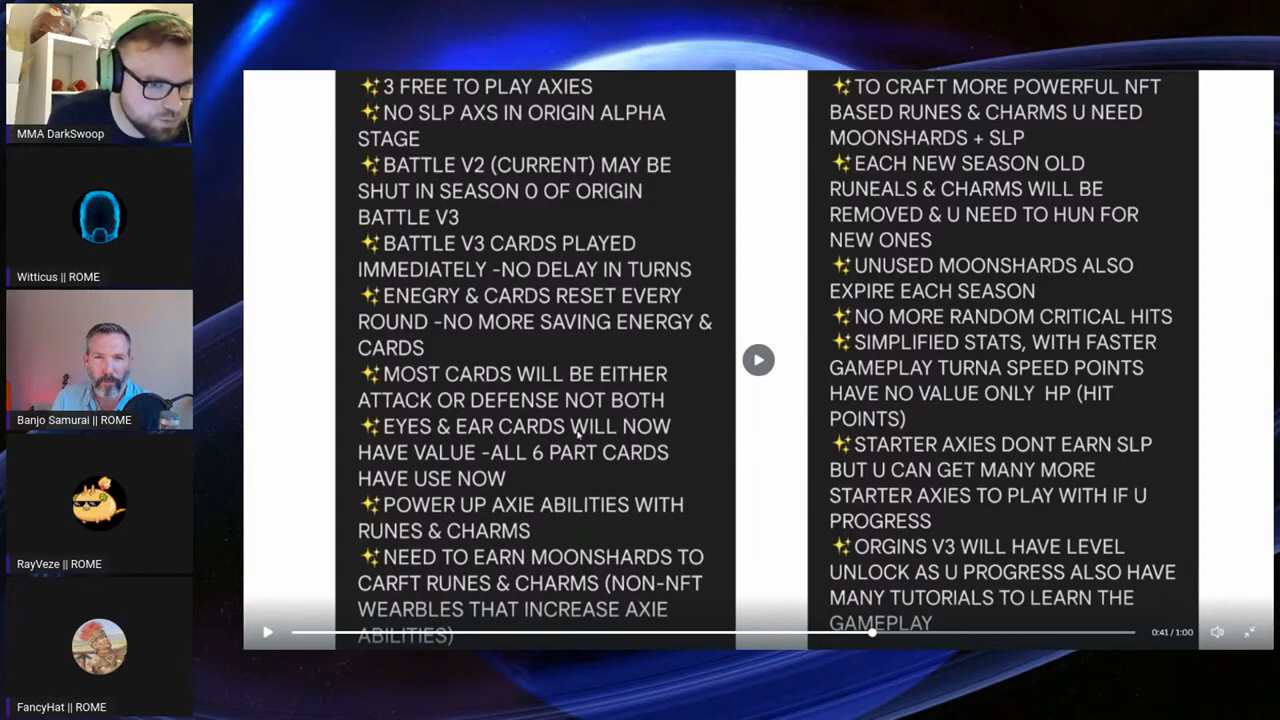 MMA DarkSwoop
Witticus || ROME
Banjo Samurai || ROME
RayVeze || ROME
FancyHat || ROME
✨3 FREE TO PLAY AXIES
✨NO SLP AXS IN ORIGIN ALPHA
STAGE
✨BATTLE V2 (CURRENT) MAY BE
SHUT IN SEASON 0 OF ORIGIN
BATTLE V3
✨BATTLE V3 CARDS PLAYED
IMMEDIATELY -NO DELAY IN TURNS
✨ENEGRY & CARDS RESET EVERY
ROUND -NO MORE SAVING ENERGY &
CARDS
✨MOST CARDS WILL BE EITHER
ATTACK OR DEFENSE NOT BOTH
✨EYES & EAR CARDS WILL NOW
HAVE VALUE -ALL 6 PART CARDS
HAVE USE NOW
✨POWER UP AXIE ABILITIES WITH
RUNES & CHARMS
✨NEED TO EARN MOONSHARDS TO
CARFT RUNES & CHARMS (NON-NFT
WEARBLES THAT INCREASE AXIE
ABILITIES)
✨TO CRAFT MORE POWERFUL NFT
BASED RUNES & CHARMS U NEED
MOONSHARDS + SLP
✨EACH NEW SEASON OLD
RUNEALS & CHARMS WILL BE
REMOVED & U NEED TO HUN FOR
NEW ONES
✨UNUSED MOONSHARDS ALSO
EXPIRE EACH SEASON
✨NO MORE RANDOM CRITICAL HITS
✨SIMPLIFIED STATS, WITH FASTER
GAMEPLAY TURNA SPEED POINTS
HAVE NO VALUE ONLY HP (HIT
POINTS)
✨STARTER AXIES DONT EARN SLP
BUT U CAN GET MANY MORE
STARTER AXIES TO PLAY WITH IF U
PROGRESS
✨ORGINS V3 WILL HAVE LEVEL
UNLOCK AS U PROGRESS ALSO HAVE
MANY TUTORIALS TO LEARN THE
GAMEPLAY
0:41 / 1:00